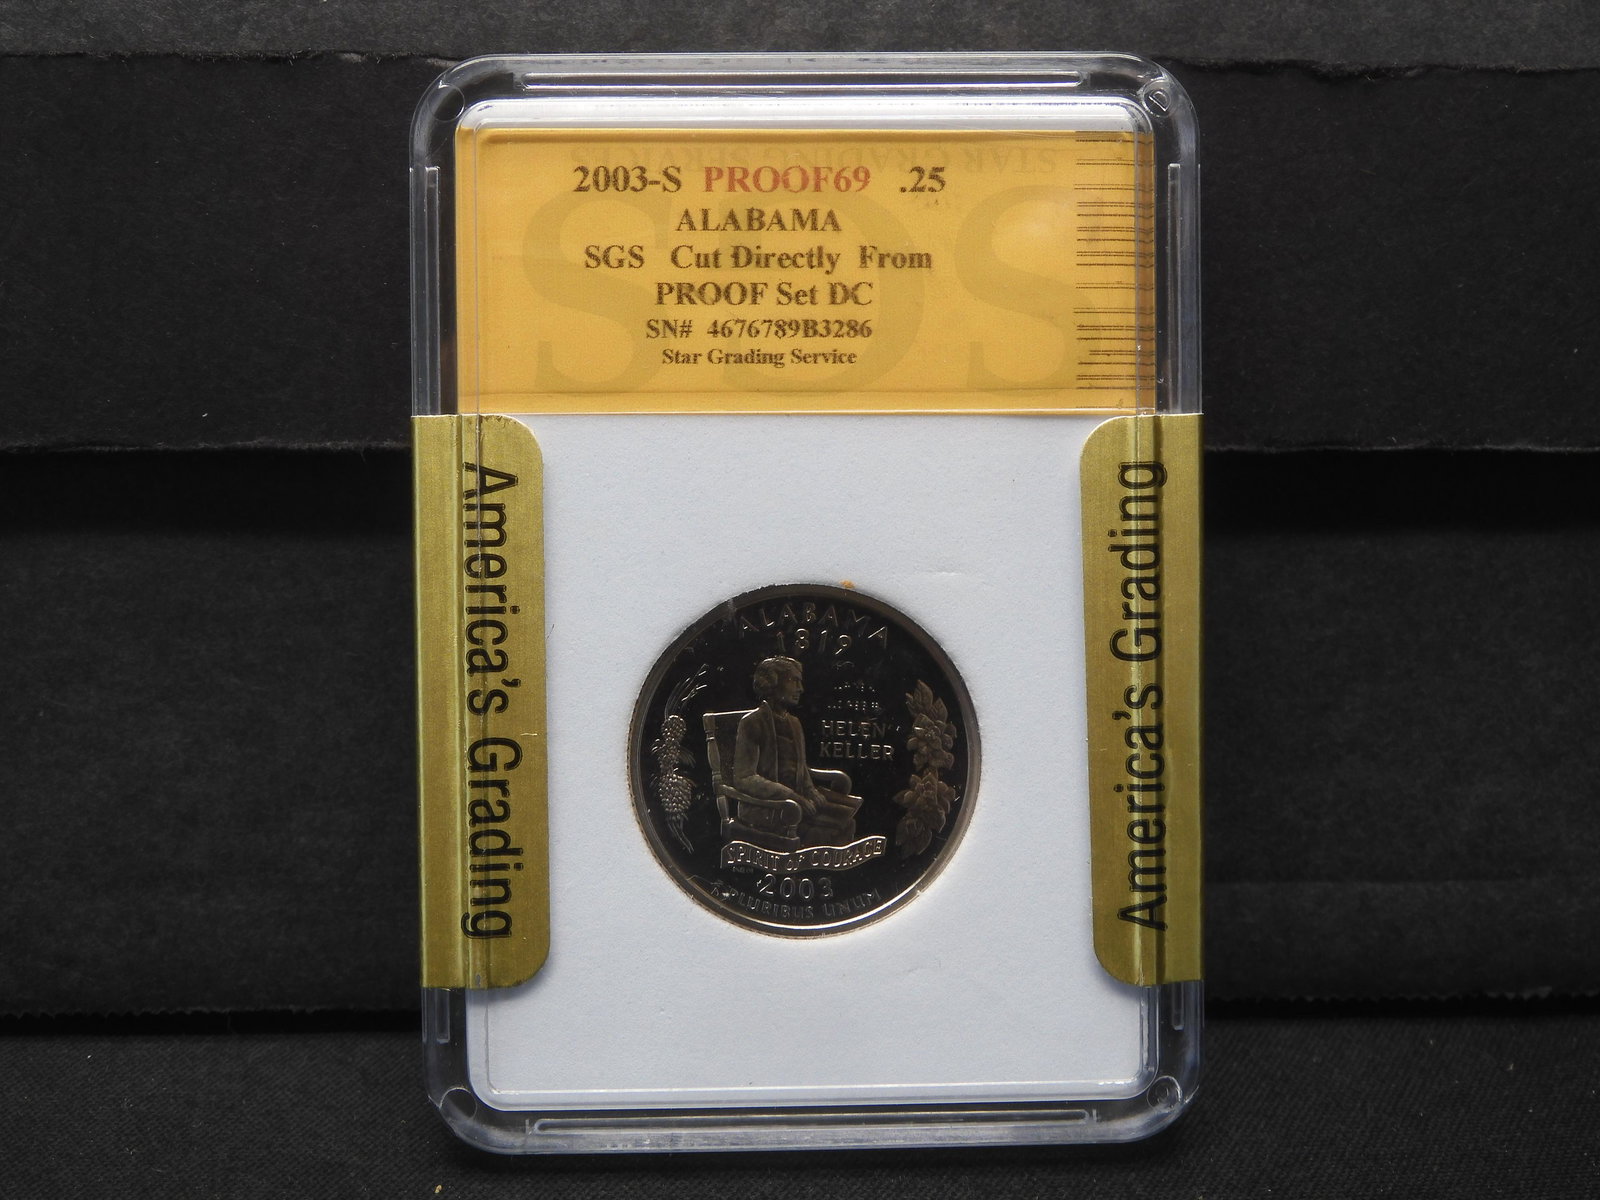 2003-S PROOF69 .25
ALABAMA
SGS Cut Directly From
PROOF Set DC
SN# 4676789B3286
Star Grading Service
America's Grading
America's Grading
ALABAMA
1819
HELEN
KELLER
SPIRIT of COURAGE
2003
E PLURIBUS UNUM